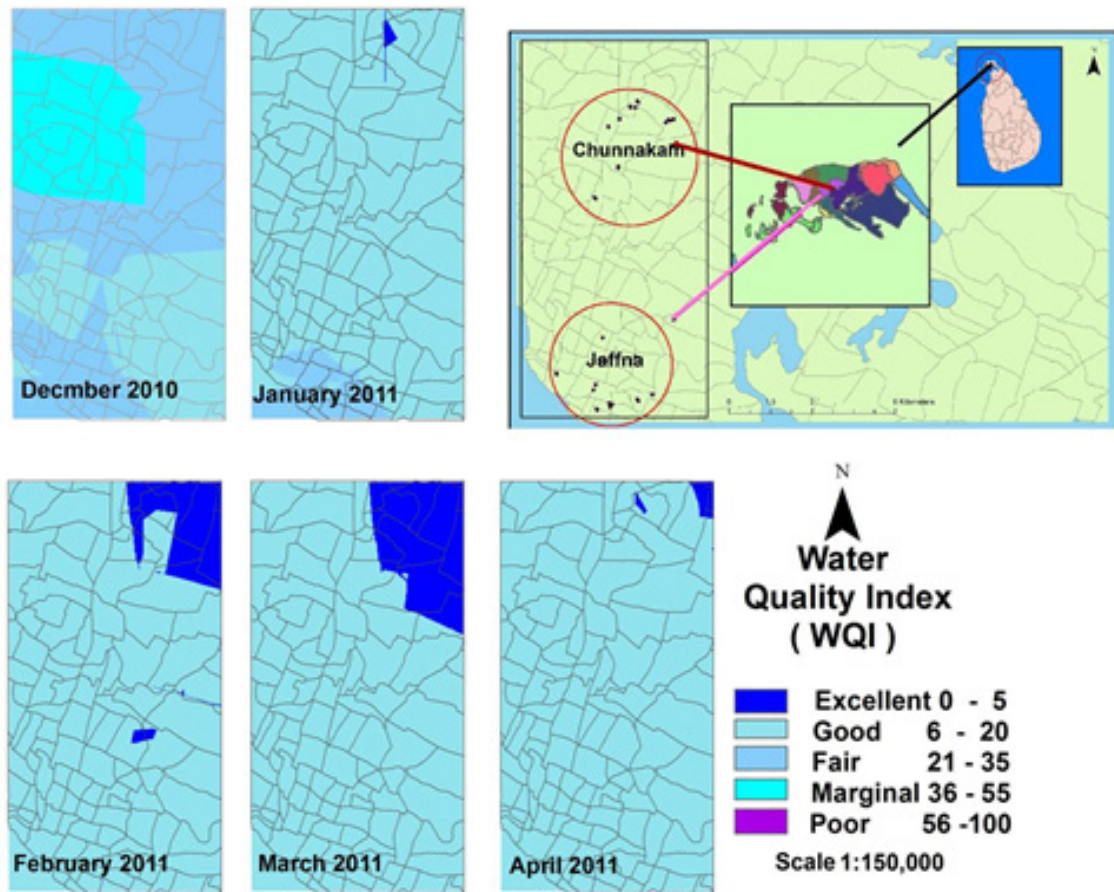 Decmber 2010
January 2011
Chunnakam
Jaffna
N
February 2011
March 2011
April 2011
N
Water
Quality Index
( WQI )
Excellent 0 - 5
Good 6 - 20
Fair 21 - 35
Marginal 36 - 55
Poor 56 -100
Scale 1:150,000